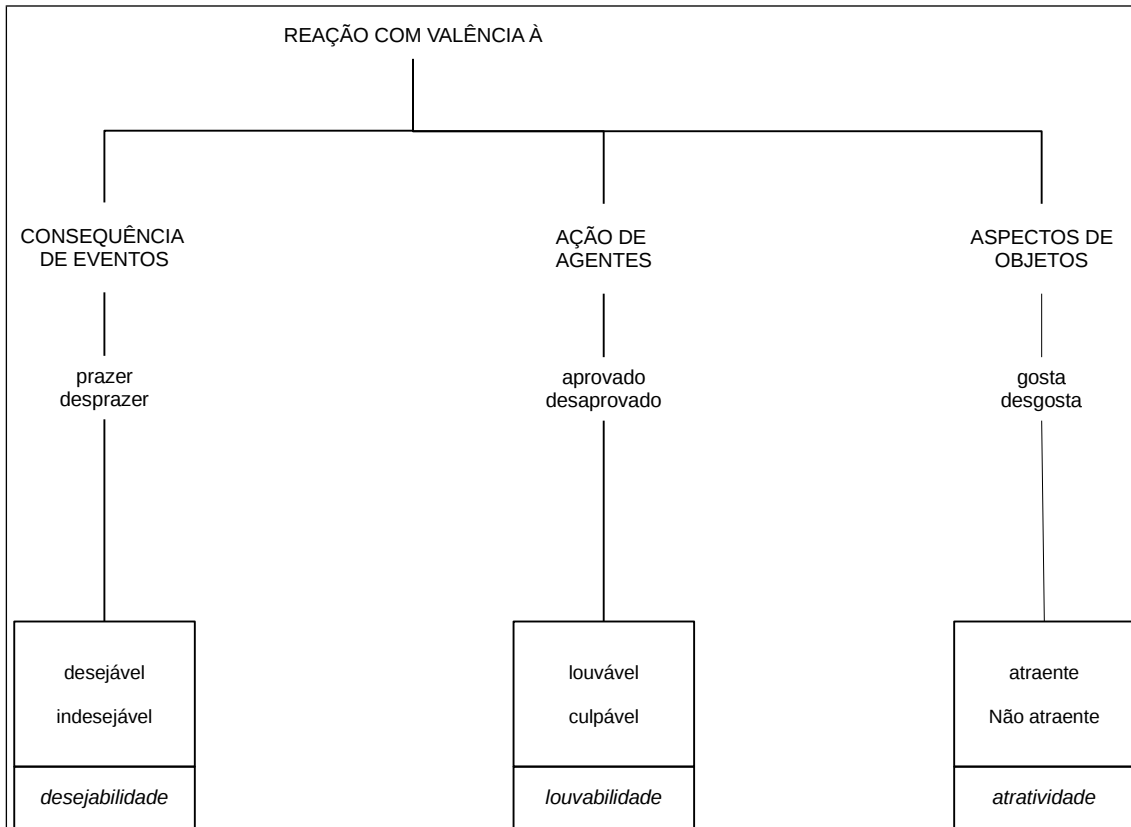 REAÇÃO COM VALÊNCIA À
CONSEQUÊNCIA
DE EVENTOS
AÇÃO DE
AGENTES
ASPECTOS DE
OBJETOS
prazer
desprazer
aprovado
desaprovado
gosta
desgosta
desejável
indesejável
louvável
culpável
atraente
Não atraente
desejabilidade
louvabilidade
atratividade